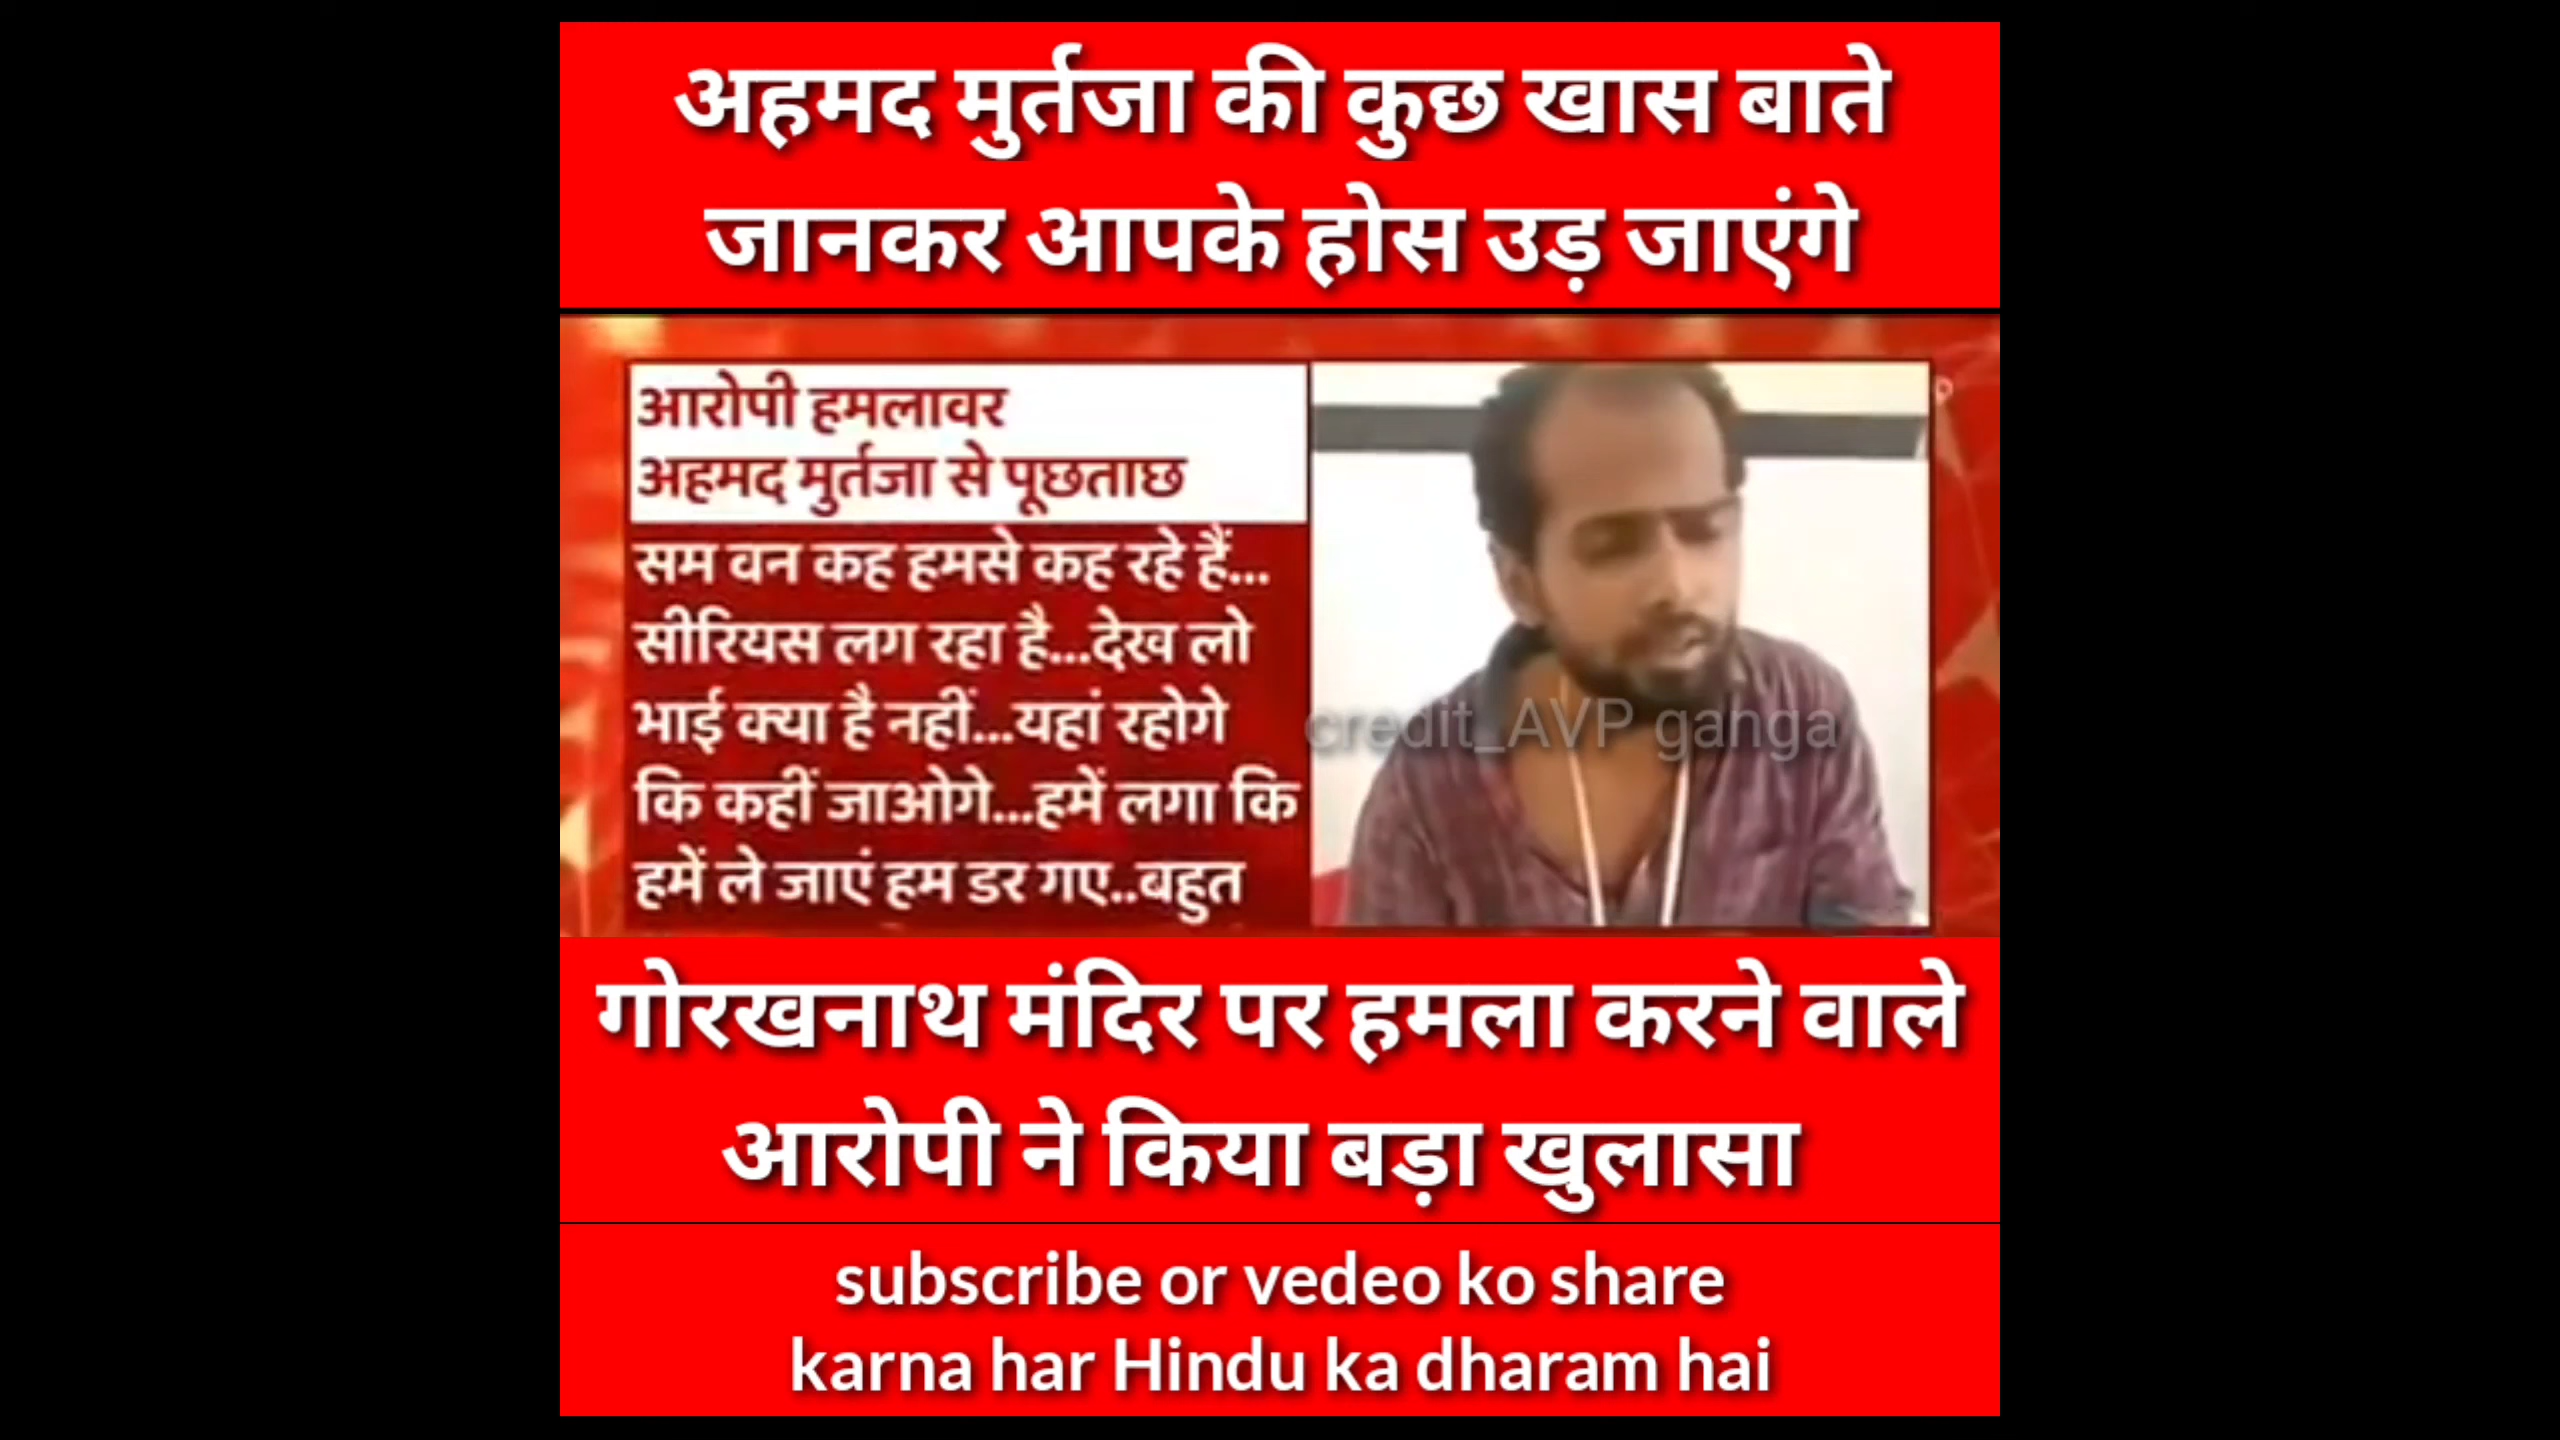 अहमद मुर्तजा की कुछ खास बाते
जानकर आपके होस उड़ जाएंगे
आरोपी हमलावर
अहमद मुर्तजा से पूछताछ
सम वन कह हमसे कह रहे हैं...
सीरियस लग रहा है...देख लो
भाई क्या है नहीं...यहां रहोगे
कि कहीं जाओगे...हमें लगा कि
हमें ले जाएं हम डर गए..बहुत
credit_AVP ganga
गोरखनाथ मंदिर पर हमला करने वाले
आरोपी ने किया बड़ा खुलासा
subscribe or vedeo ko share
karna har Hindu ka dharam hai